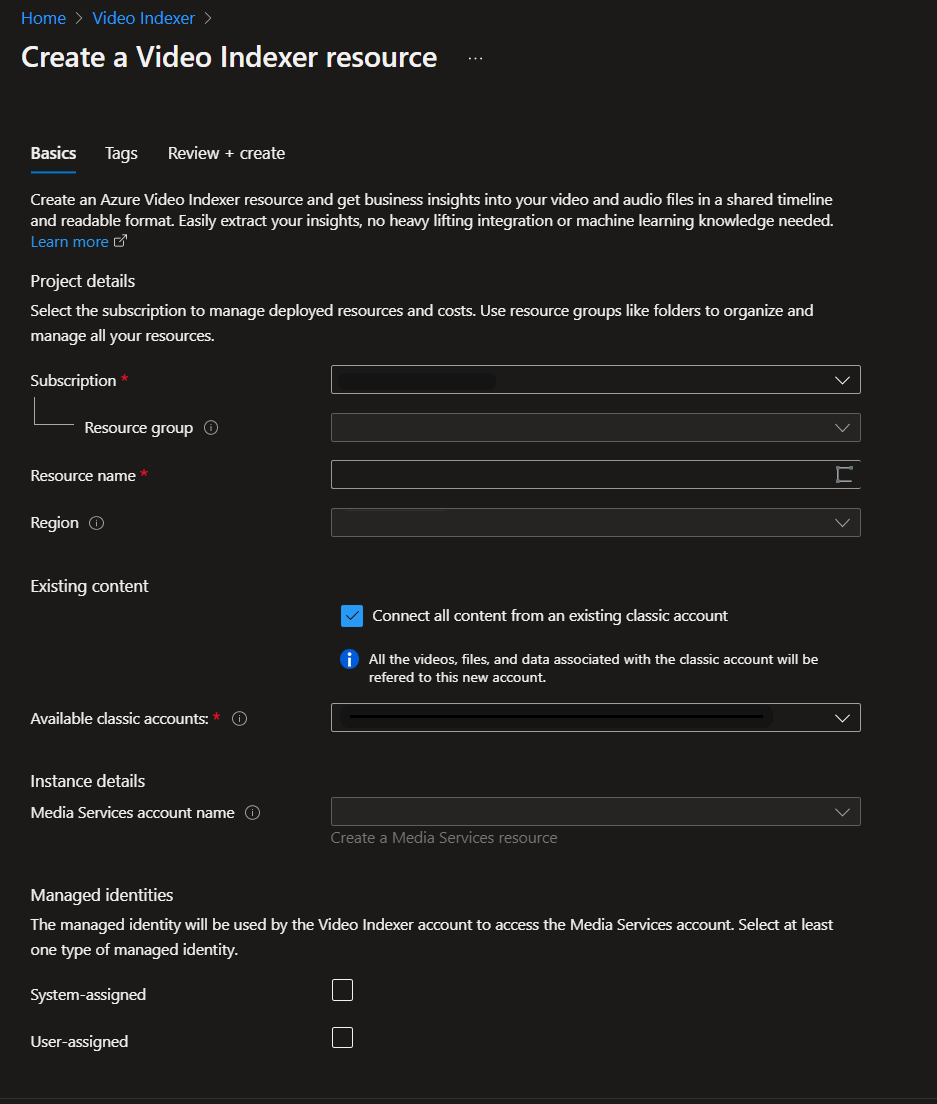 Home > Video Indexer >
Create a Video Indexer resource ...
Basics Tags Review + create
Create an Azure Video Indexer resource and get business insights into your video and audio files in a shared timeline
and readable format. Easily extract your insights, no heavy lifting integration or machine learning knowledge needed.
Learn more
Project details
Select the subscription to manage deployed resources and costs. Use resource groups like folders to organize and
manage all your resources.
Subscription *
Resource group
Resource name *
Region
Existing content
Connect all content from an existing classic account
All the videos, files, and data associated with the classic account will be
refered to this new account.
Available classic accounts: *
Instance details
Media Services account name
Create a Media Services resource
Managed identities
The managed identity will be used by the Video Indexer account to access the Media Services account. Select at least
one type of managed identity.
System-assigned
User-assigned